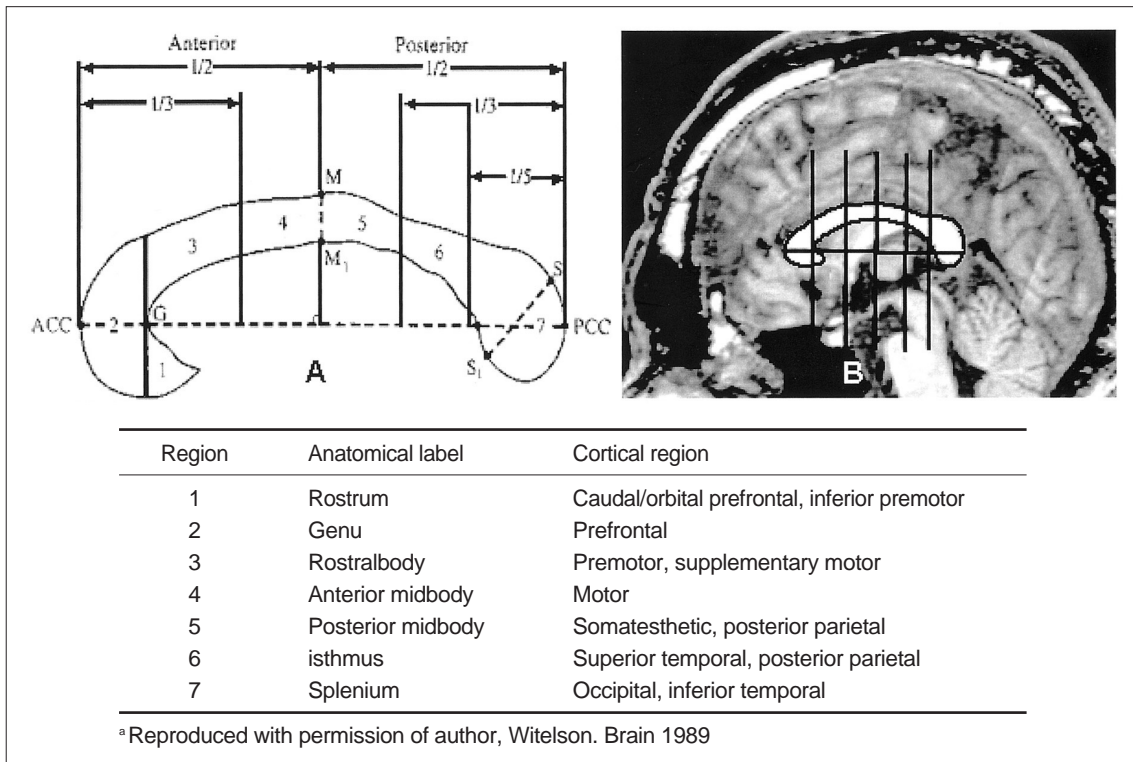 Anterior
Posterior
1/2
1/2
1/3
1/3
1/5
M
4
5
3
6
M1
S
G
ACC
2
7
PCC
S1
1
A
B
Region Anatomical label Cortical region
1 Rostrum Caudal/orbital prefrontal, inferior premotor
2 Genu Prefrontal
3 Rostralbody Premotor, supplementary motor
4 Anterior midbody Motor
5 Posterior midbody Somatesthetic, posterior parietal
6 isthmus Superior temporal, posterior parietal
7 Splenium Occipital, inferior temporal
a Reproduced with permission of author, Witelson. Brain 1989